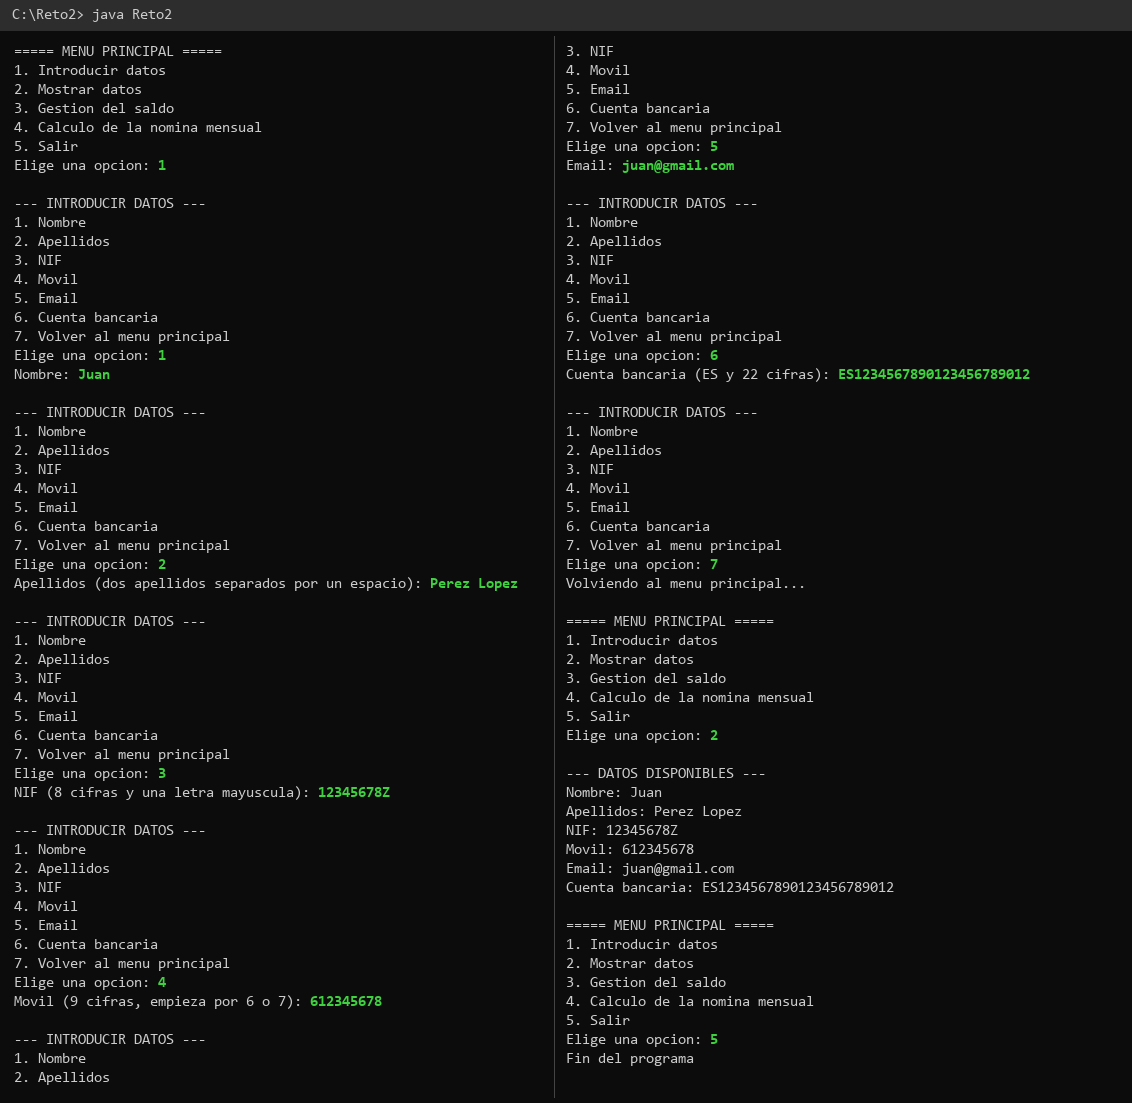 C:\Reto2> java Reto2
===== MENU PRINCIPAL =====
1. Introducir datos
2. Mostrar datos
3. Gestion del saldo
4. Calculo de la nomina mensual
5. Salir
Elige una opcion: 1
--- INTRODUCIR DATOS ---
1. Nombre
2. Apellidos
3. NIF
4. Movil
5. Email
6. Cuenta bancaria
7. Volver al menu principal
Elige una opcion: 1
Nombre: Juan
--- INTRODUCIR DATOS ---
1. Nombre
2. Apellidos
3. NIF
4. Movil
5. Email
6. Cuenta bancaria
7. Volver al menu principal
Elige una opcion: 2
Apellidos (dos apellidos separados por un espacio): Perez Lopez
--- INTRODUCIR DATOS ---
1. Nombre
2. Apellidos
3. NIF
4. Movil
5. Email
6. Cuenta bancaria
7. Volver al menu principal
Elige una opcion: 3
NIF (8 cifras y una letra mayuscula): 12345678Z
--- INTRODUCIR DATOS ---
1. Nombre
2. Apellidos
3. NIF
4. Movil
5. Email
6. Cuenta bancaria
7. Volver al menu principal
Elige una opcion: 4
Movil (9 cifras, empieza por 6 o 7): 612345678
--- INTRODUCIR DATOS ---
1. Nombre
2. Apellidos
3. NIF
4. Movil
5. Email
6. Cuenta bancaria
7. Volver al menu principal
Elige una opcion: 5
Email: juan@gmail.com
--- INTRODUCIR DATOS ---
1. Nombre
2. Apellidos
3. NIF
4. Movil
5. Email
6. Cuenta bancaria
7. Volver al menu principal
Elige una opcion: 6
Cuenta bancaria (ES y 22 cifras): ES1234567890123456789012
--- INTRODUCIR DATOS ---
1. Nombre
2. Apellidos
3. NIF
4. Movil
5. Email
6. Cuenta bancaria
7. Volver al menu principal
Elige una opcion: 7
Volviendo al menu principal...
===== MENU PRINCIPAL =====
1. Introducir datos
2. Mostrar datos
3. Gestion del saldo
4. Calculo de la nomina mensual
5. Salir
Elige una opcion: 2
--- DATOS DISPONIBLES ---
Nombre: Juan
Apellidos: Perez Lopez
NIF: 12345678Z
Movil: 612345678
Email: juan@gmail.com
Cuenta bancaria: ES1234567890123456789012
===== MENU PRINCIPAL =====
1. Introducir datos
2. Mostrar datos
3. Gestion del saldo
4. Calculo de la nomina mensual
5. Salir
Elige una opcion: 5
Fin del programa